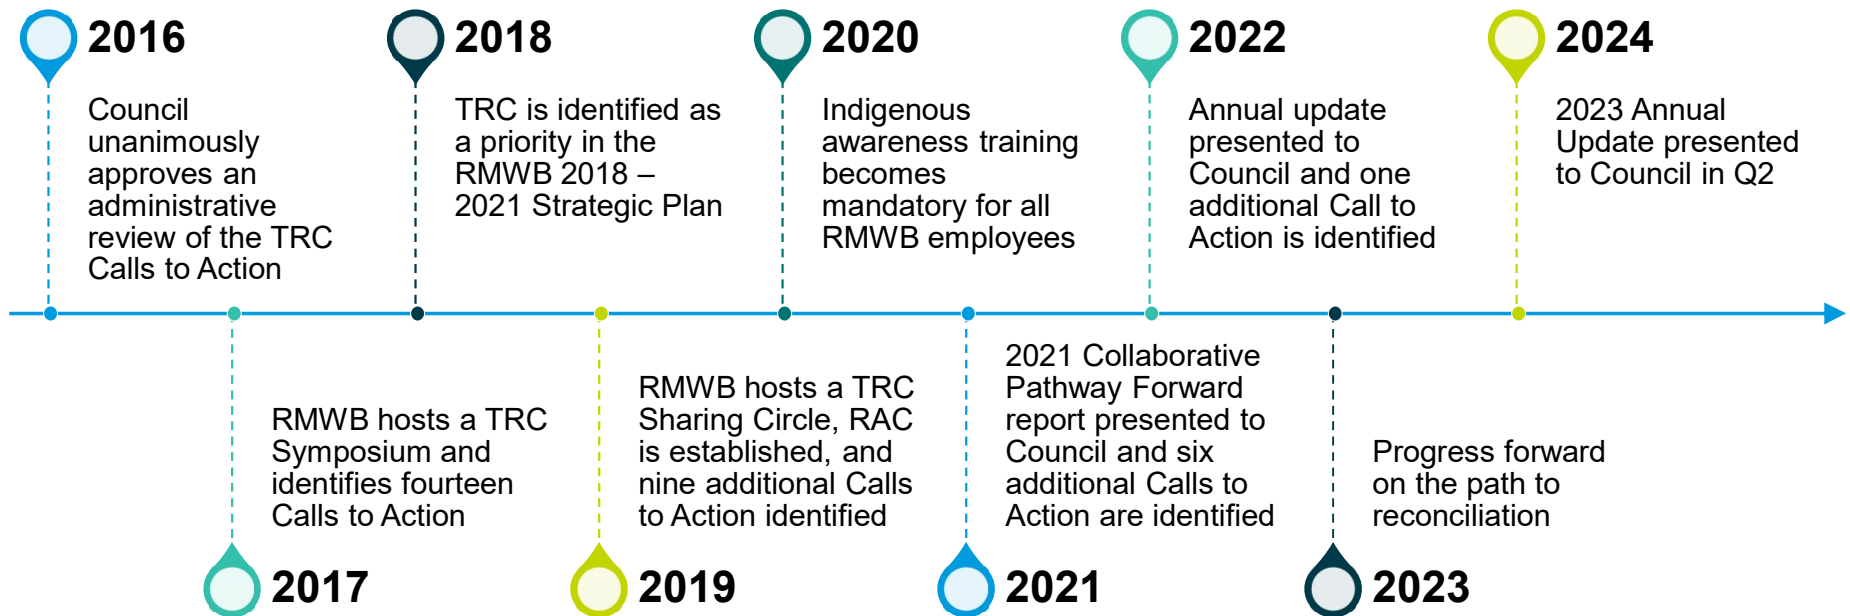 2016
Council
unanimously
approves an
administrative
review of the TRC
Calls to Action
2018
TRC is identified as
a priority in the
RMWB 2018 –
2021 Strategic Plan
2020
Indigenous
awareness training
becomes
mandatory for all
RMWB employees
2022
Annual update
presented to
Council and one
additional Call to
Action is identified
2024
2023 Annual
Update presented
to Council in Q2
RMWB hosts a TRC
Symposium and
identifies fourteen
Calls to Action
2017
RMWB hosts a TRC
Sharing Circle, RAC
is established, and
nine additional Calls
to Action identified
2019
2021 Collaborative
Pathway Forward
report presented to
Council and six
additional Calls to
Action are identified
2021
Progress forward
on the path to
reconciliation
2023